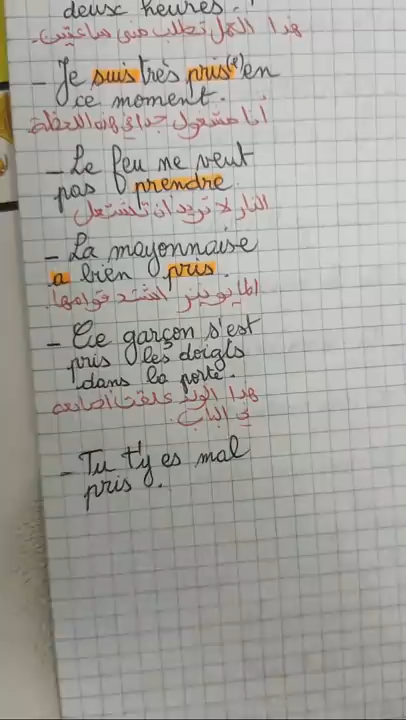 deux heures.
هذا العمل تطلب مني ساعتين.
- Je suis très pris(e) en
ce moment.
أنا مشغول جدا في هذه اللحظة
- Le feu ne veut
pas prendre
النار لا تريد أن تشتعل
- La mayonnaise
a bien pris.
المايونيز اشتد قوامها.
- Ce garçon s'est
pris les doigts
dans la porte.
هذا الولد علقت أصابعه
في الباب.
- Tu t'y es mal
pris.